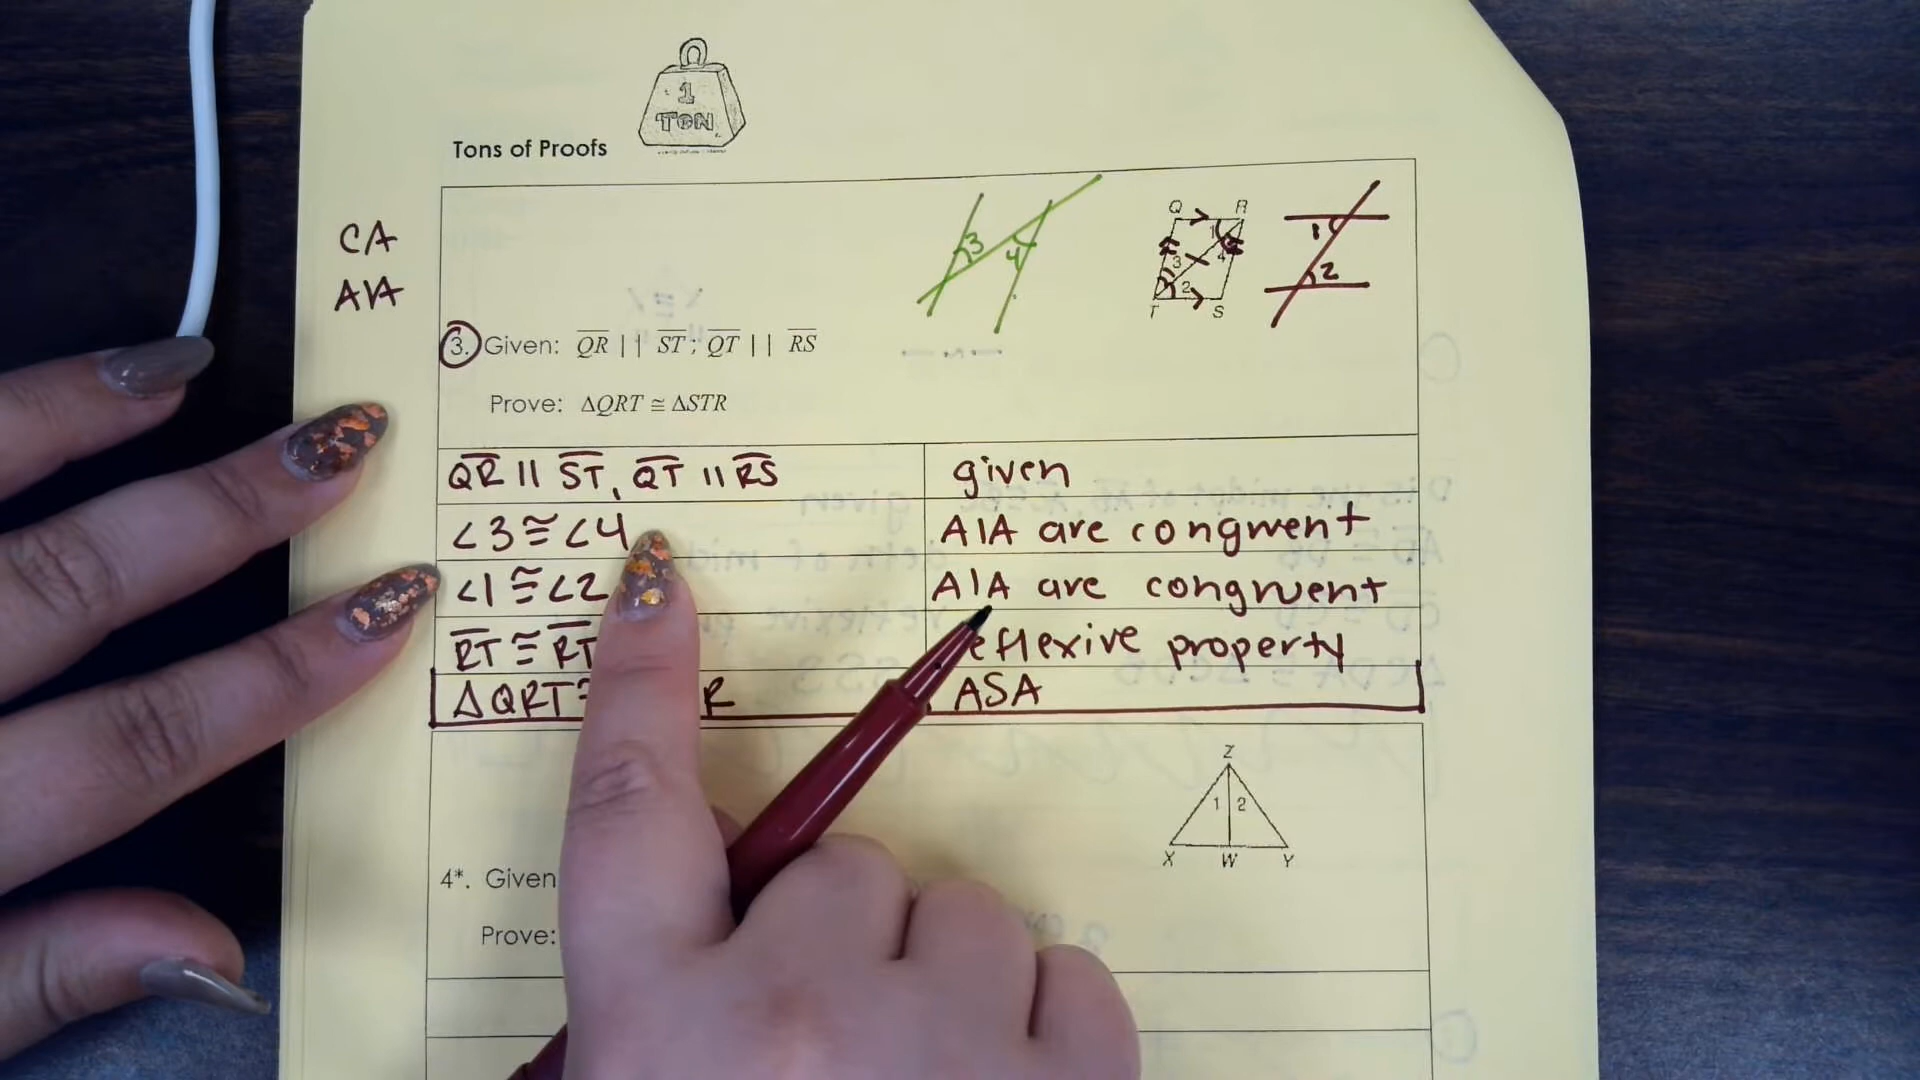 1
TON
Tons of Proofs
CA
AIA
3 4
Q R
1
3 4
2
T S
1
2
3. Given: QR || ST ; QT || RS
Prove: ΔQRT ≅ ΔSTR
QR || ST, QT || RS given
<3 ≅ <4 AIA are congruent
<1 ≅ <2 AIA are congruent
RT ≅ RT eflexive property
ΔQRT ≅ R ASA
Z
1 2
X W Y
4*. Given
Prove: